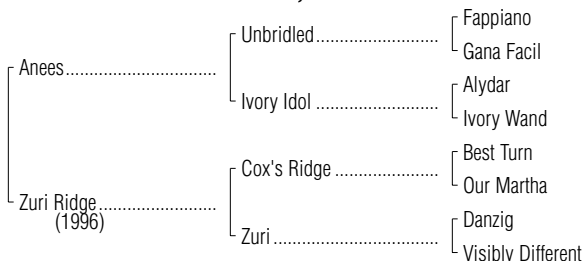 Fappiano
Unbridled
Gana Facil
Anees
Alydar
Ivory Idol
Ivory Wand
Best Turn
Cox's Ridge
Our Martha
Zuri Ridge
(1996)
Danzig
Zuri
Visibly Different